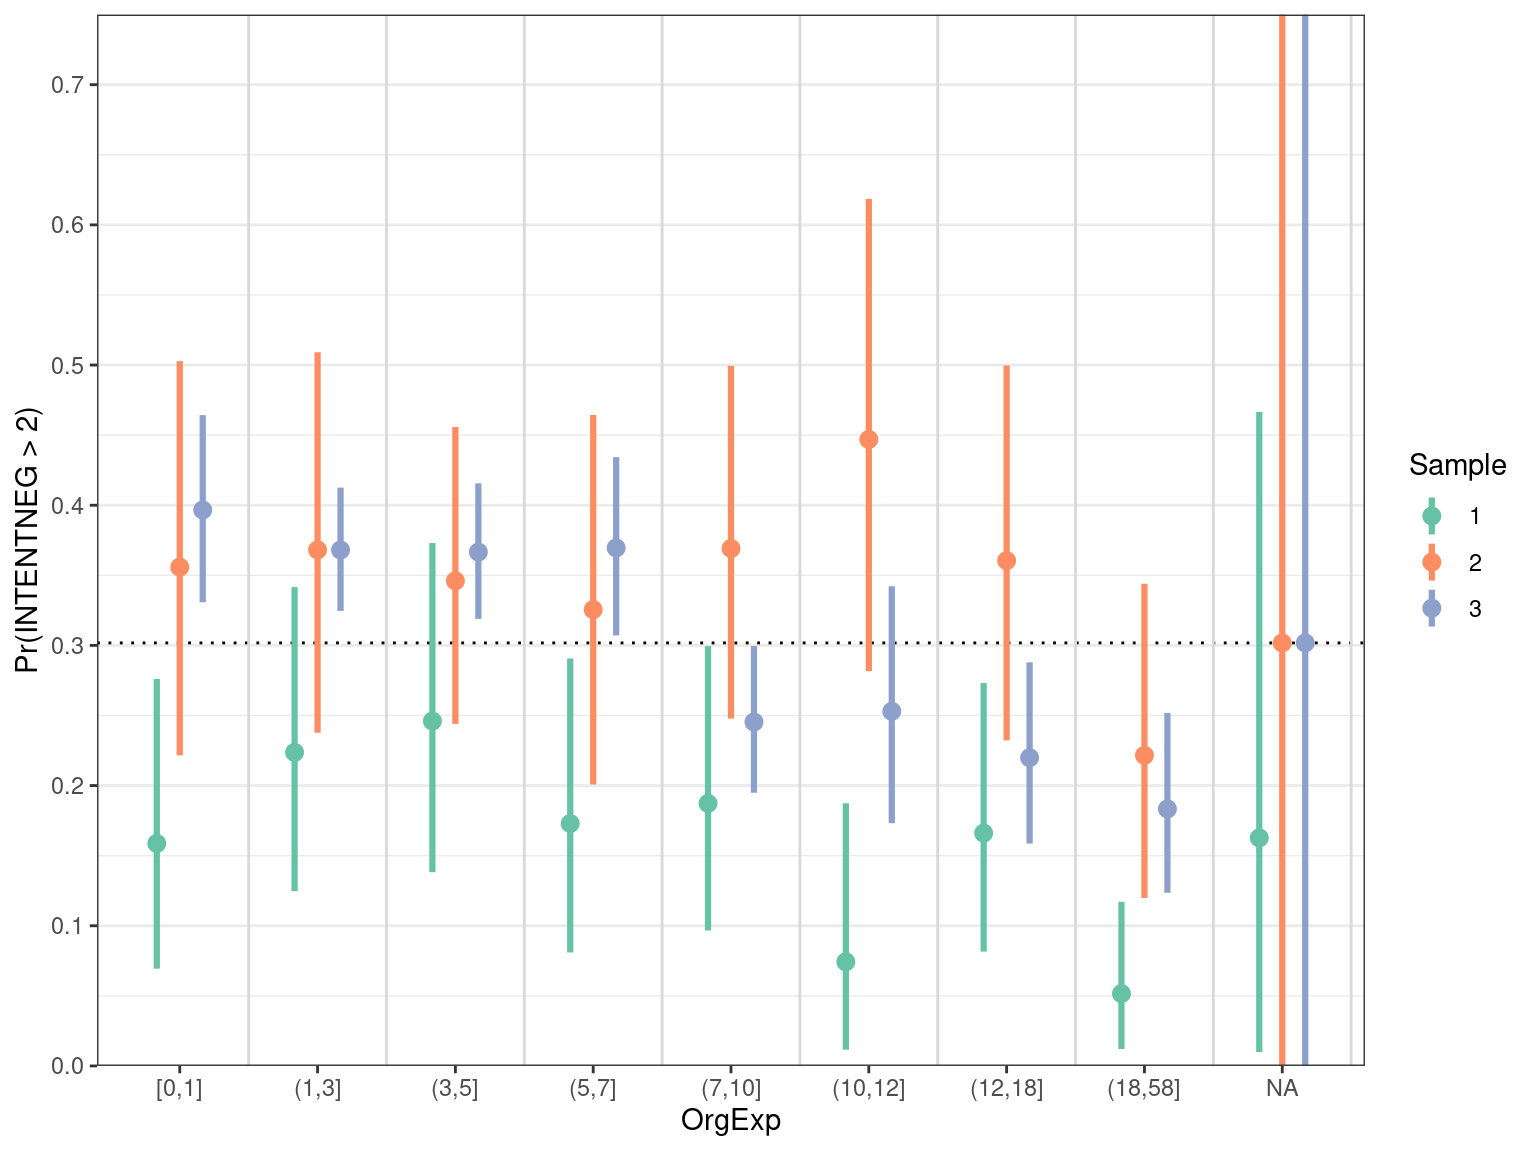 Pr(INTENTNEG > 2)
0.7
0.6
0.5
0.4
0.3
0.2
0.1
0.0
[0,1] (1,3] (3,5] (5,7] (7,10] (10,12] (12,18] (18,58] NA
OrgExp
Sample
1
2
3